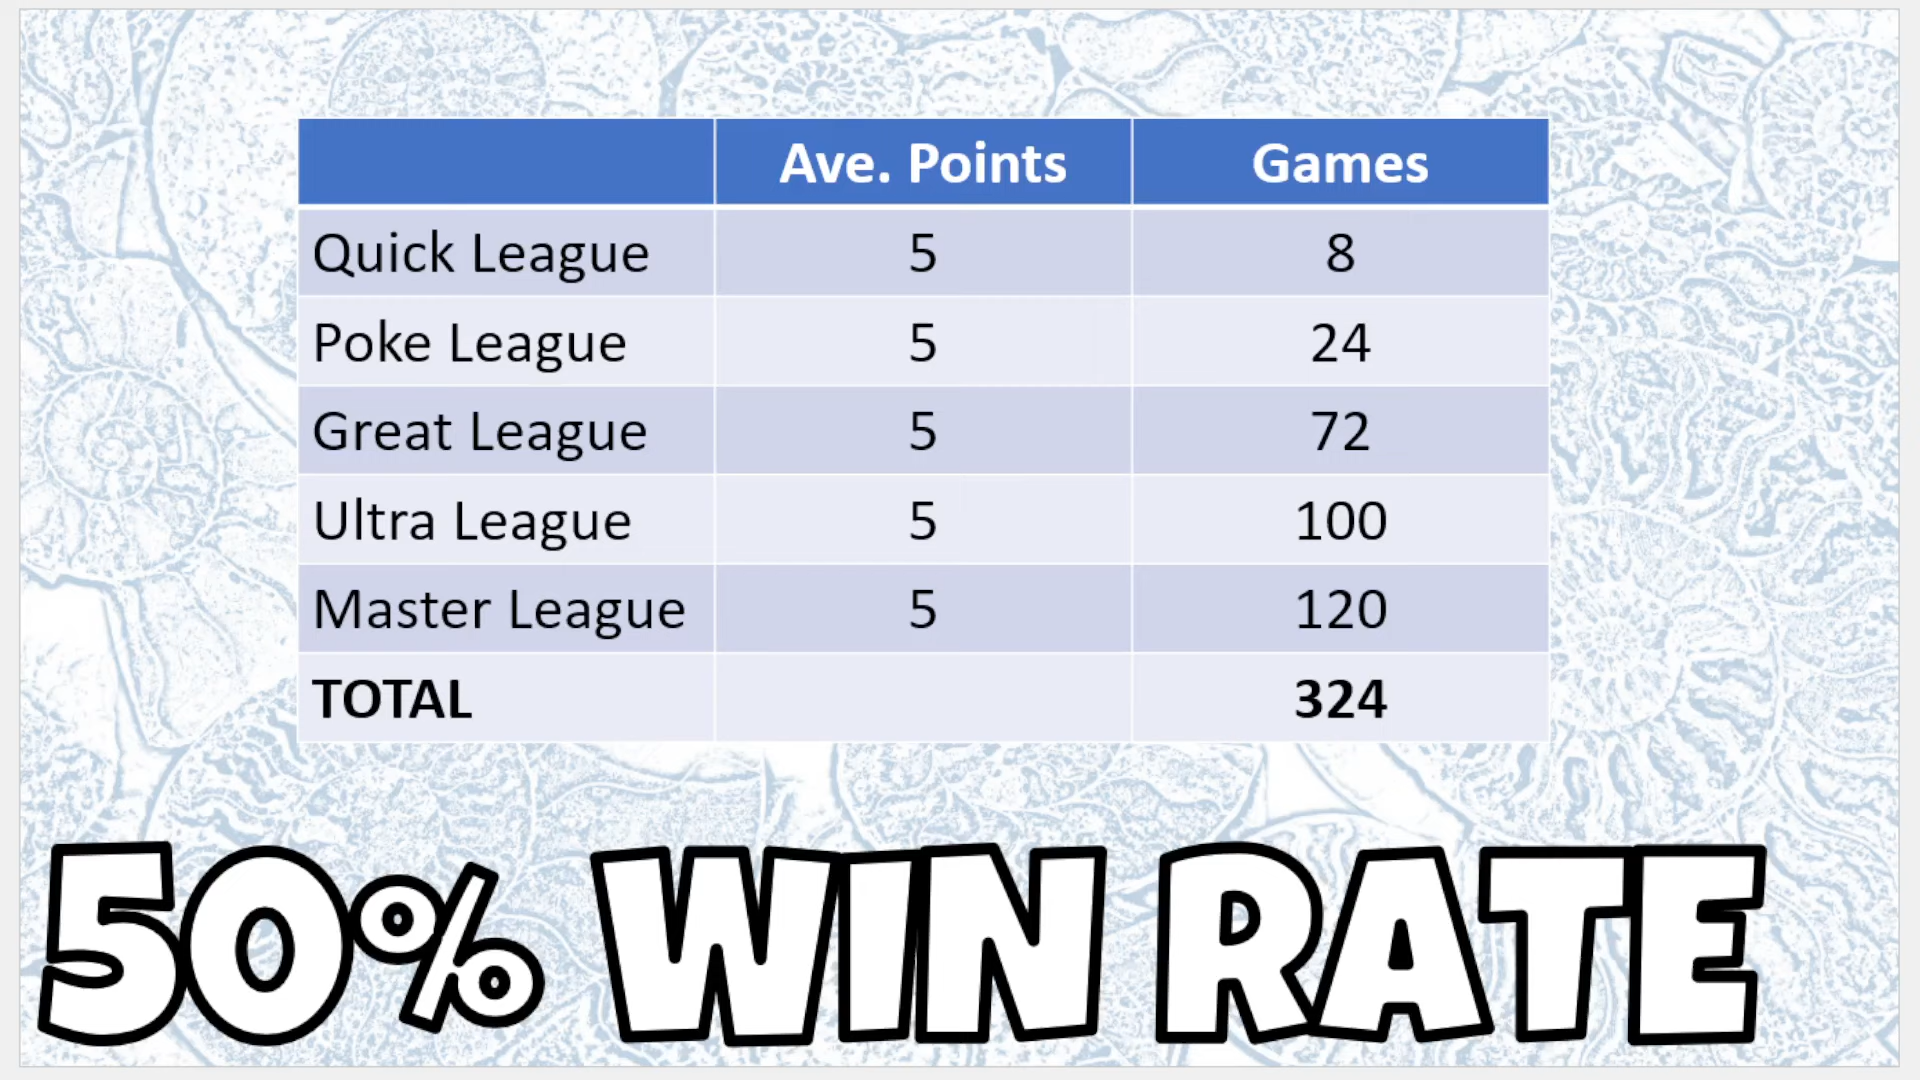 Ave. Points Games
Quick League 5 8
Poke League 5 24
Great League 5 72
Ultra League 5 100
Master League 5 120
TOTAL 324
50% WIN RATE